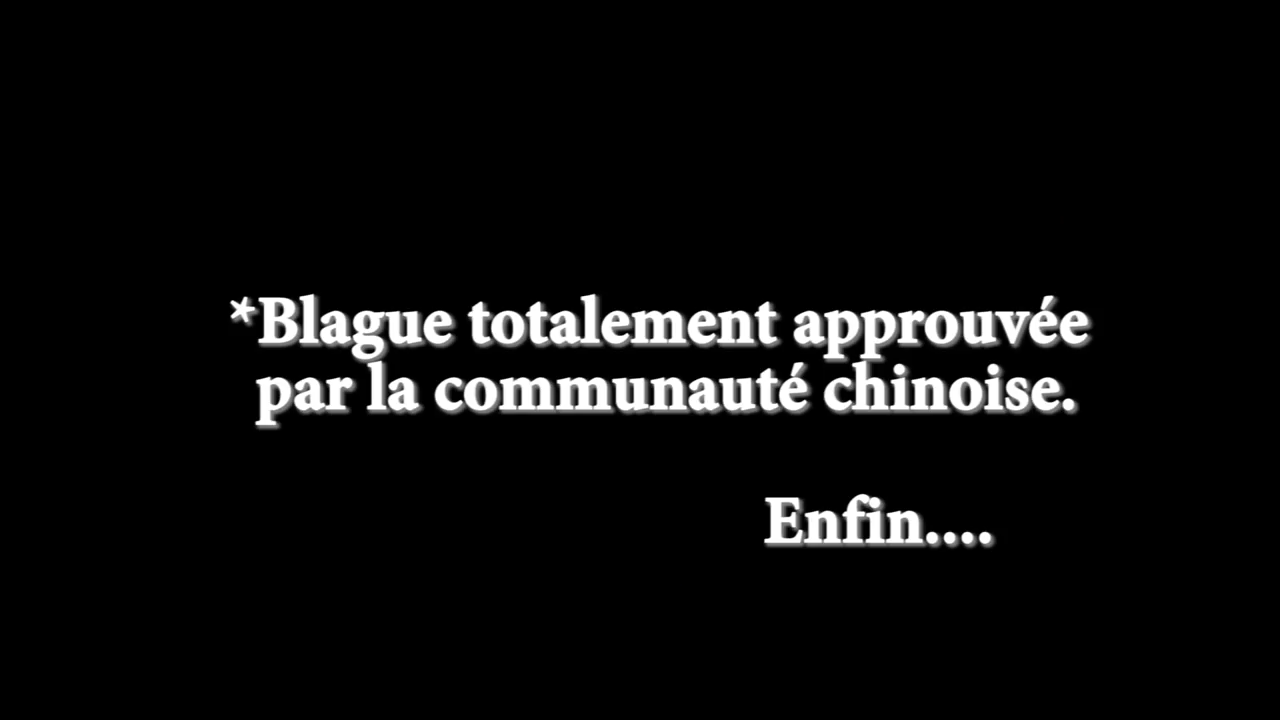 *Blague totalement approuvée
par la communauté chinoise.
Enfin....